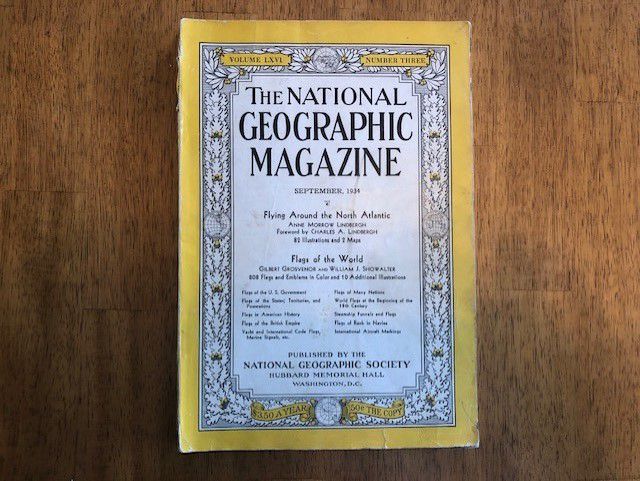 VOLUME LXVI
NUMBER THREE
THE NATIONAL
GEOGRAPHIC
MAGAZINE
SEPTEMBER, 1934
Flying Around the North Atlantic
ANNE MORROW LINDBERGH
Foreword by CHARLES A. LINDBERGH
82 Illustrations and 2 Maps
Flags of the World
GILBERT GROSVENOR AND WILLIAM J. SHOWALTER
808 Flags and Emblems in Color and 10 Additional Illustrations
Flags of the U. S. Government
Flags of the States, Territories, and
Possessions
Flags in American History
Flags of the British Empire
Yacht and International Code Flags,
Marine Signals, etc.
Flags of Many Nations
World Flags at the Beginning of the
19th Century
Steamship Funnels and Flags
Flags of Rank in Navies
International Aircraft Markings
PUBLISHED BY THE
NATIONAL GEOGRAPHIC SOCIETY
HUBBARD MEMORIAL HALL
WASHINGTON, D.C.
$3.50 A YEAR
50¢ THE COPY